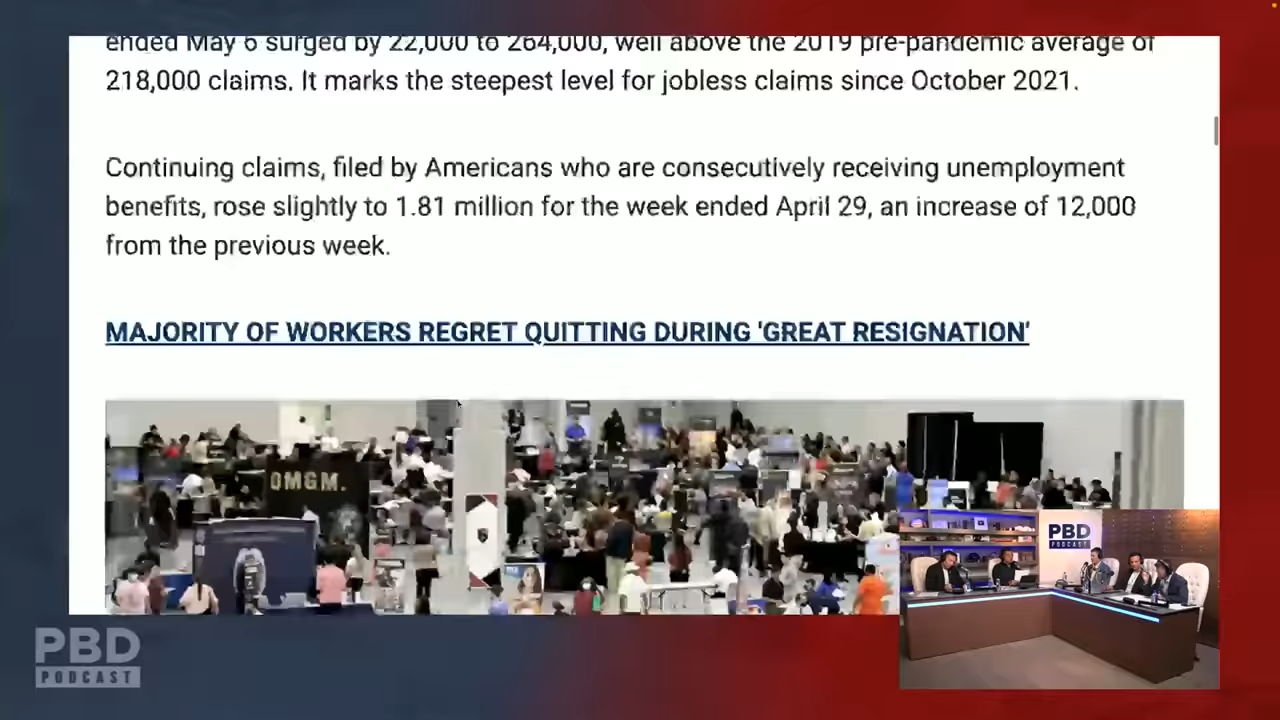 ended May 6 surged by 22,000 to 264,000, well above the 2019 pre-pandemic average of
218,000 claims. It marks the steepest level for jobless claims since October 2021.
Continuing claims, filed by Americans who are consecutively receiving unemployment
benefits, rose slightly to 1.81 million for the week ended April 29, an increase of 12,000
from the previous week.
MAJORITY OF WORKERS REGRET QUITTING DURING 'GREAT RESIGNATION'
MGM.
PBD
PODCAST
PBD
PODCAST